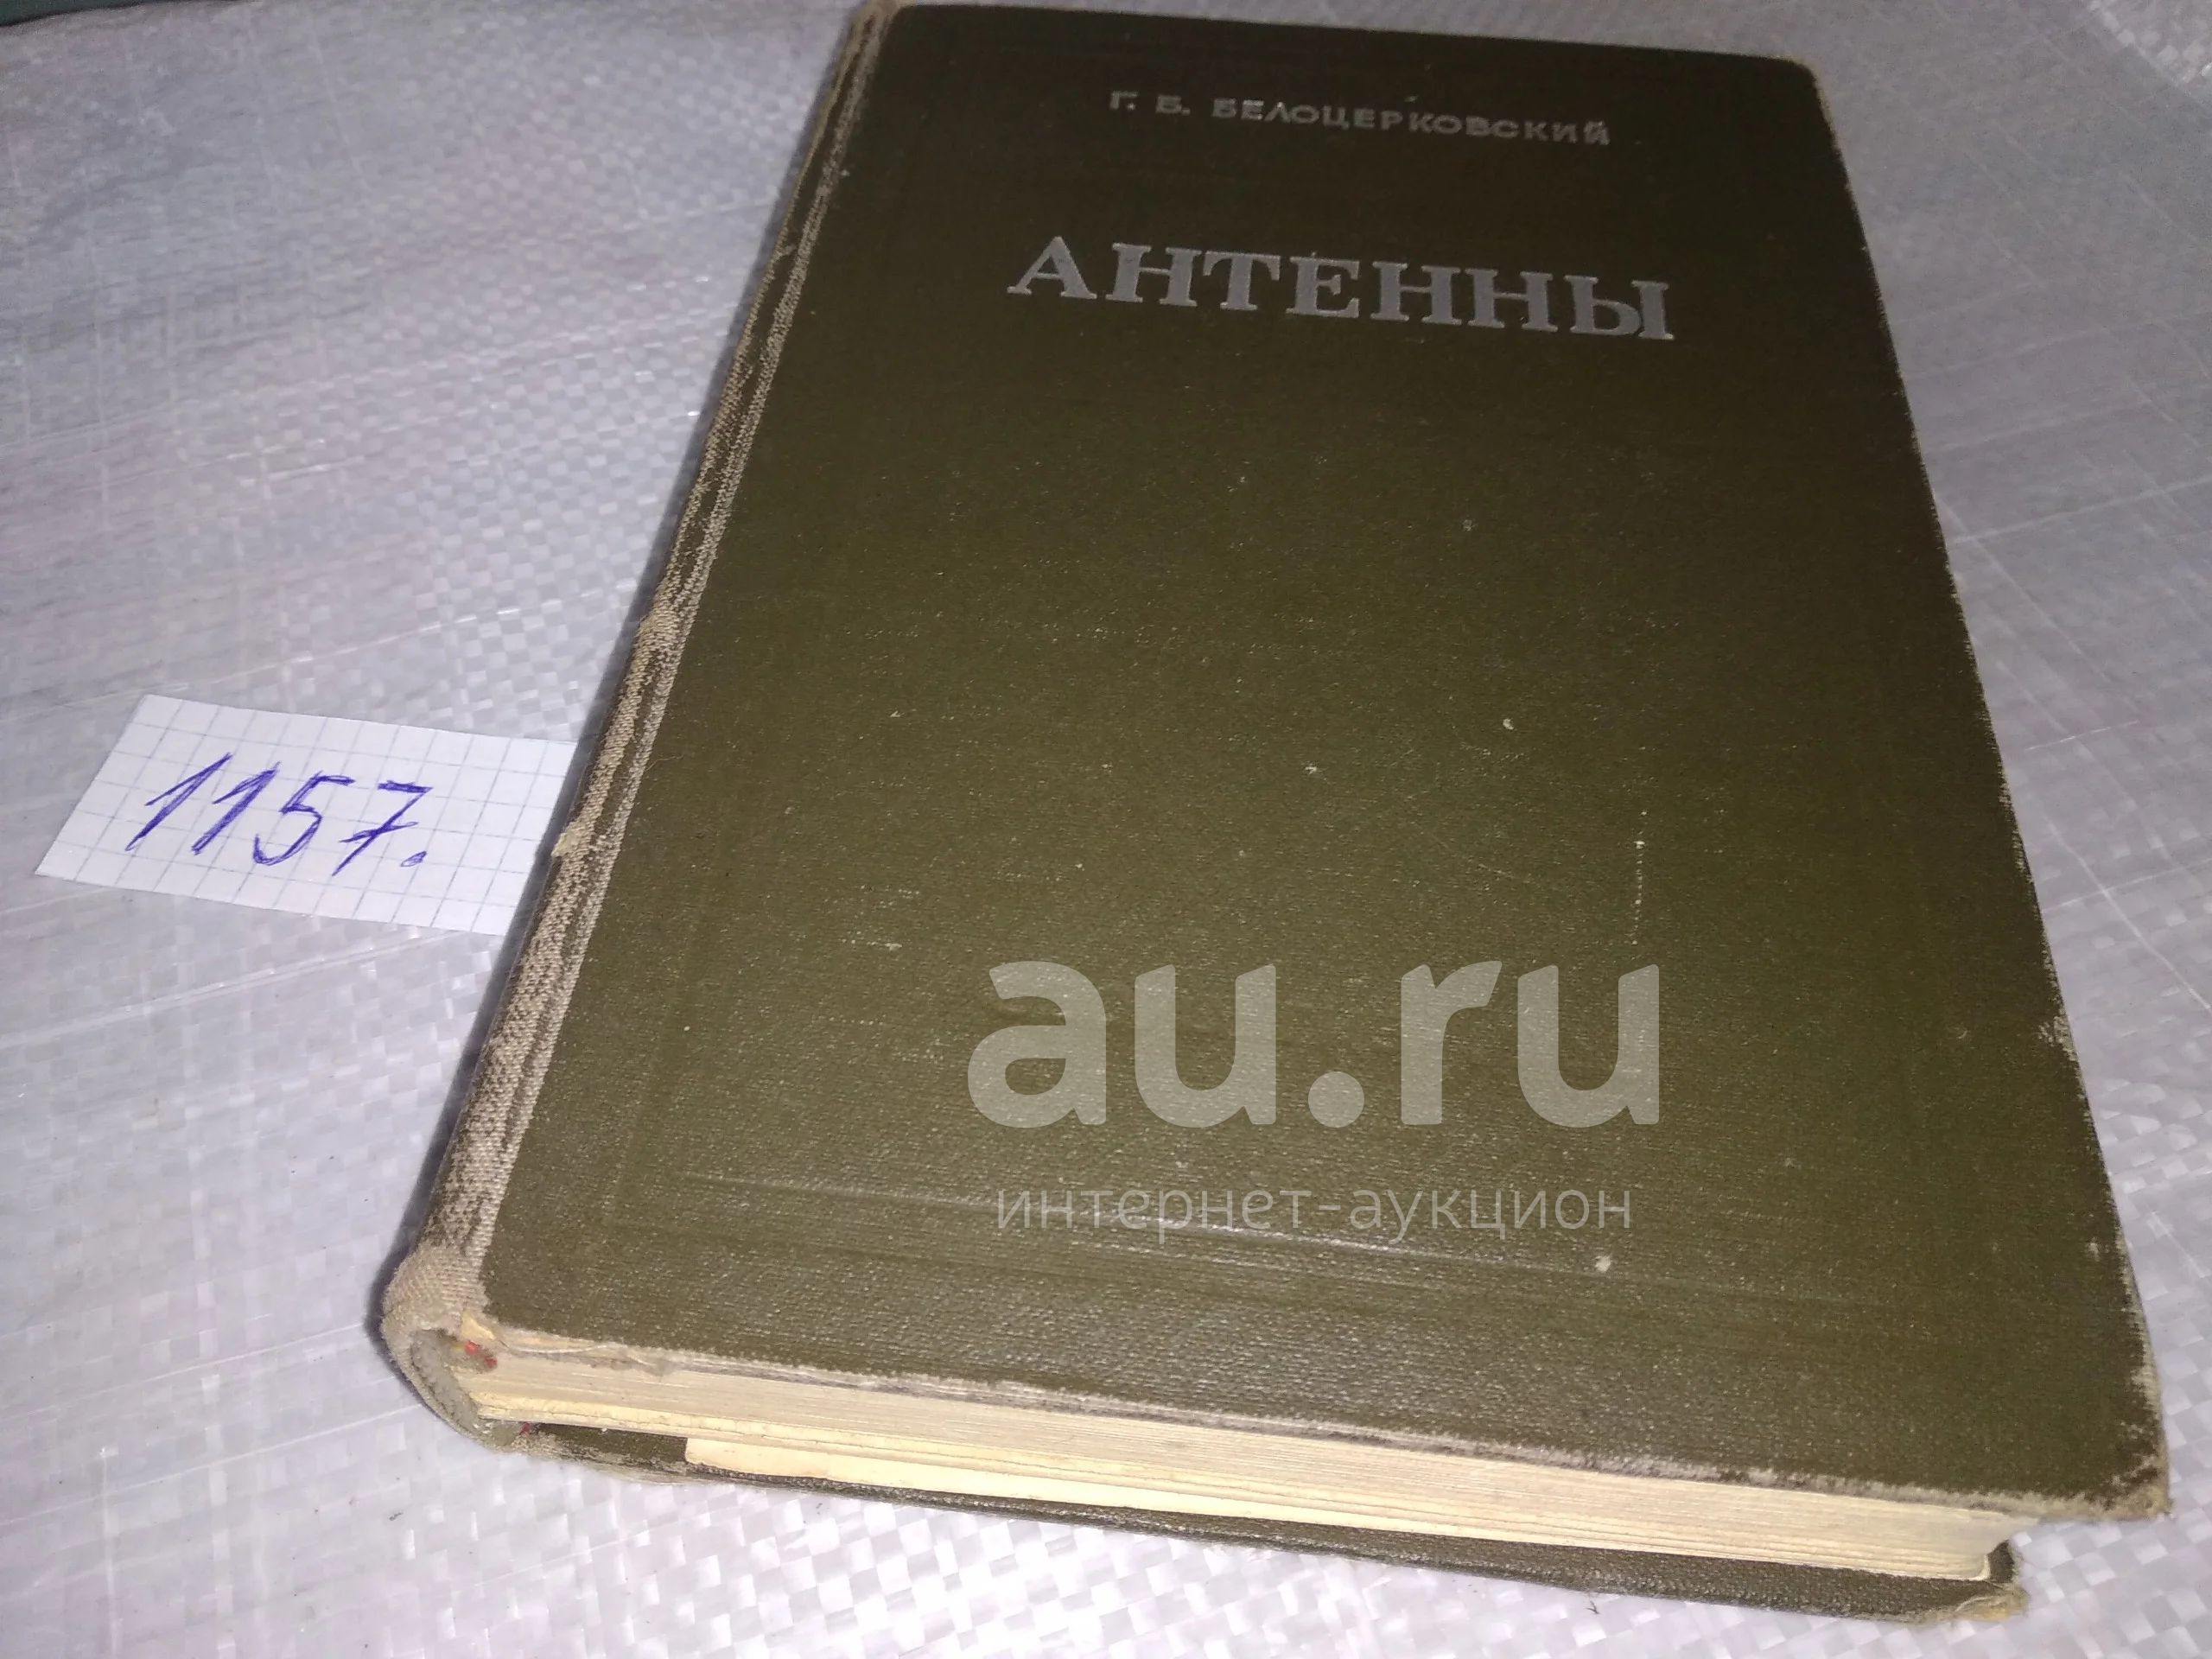 Г. Б. БЕЛОЦЕРКОВСКИЙ
АНТЕННЫ
1157.
au.ru
интернет-аукцион